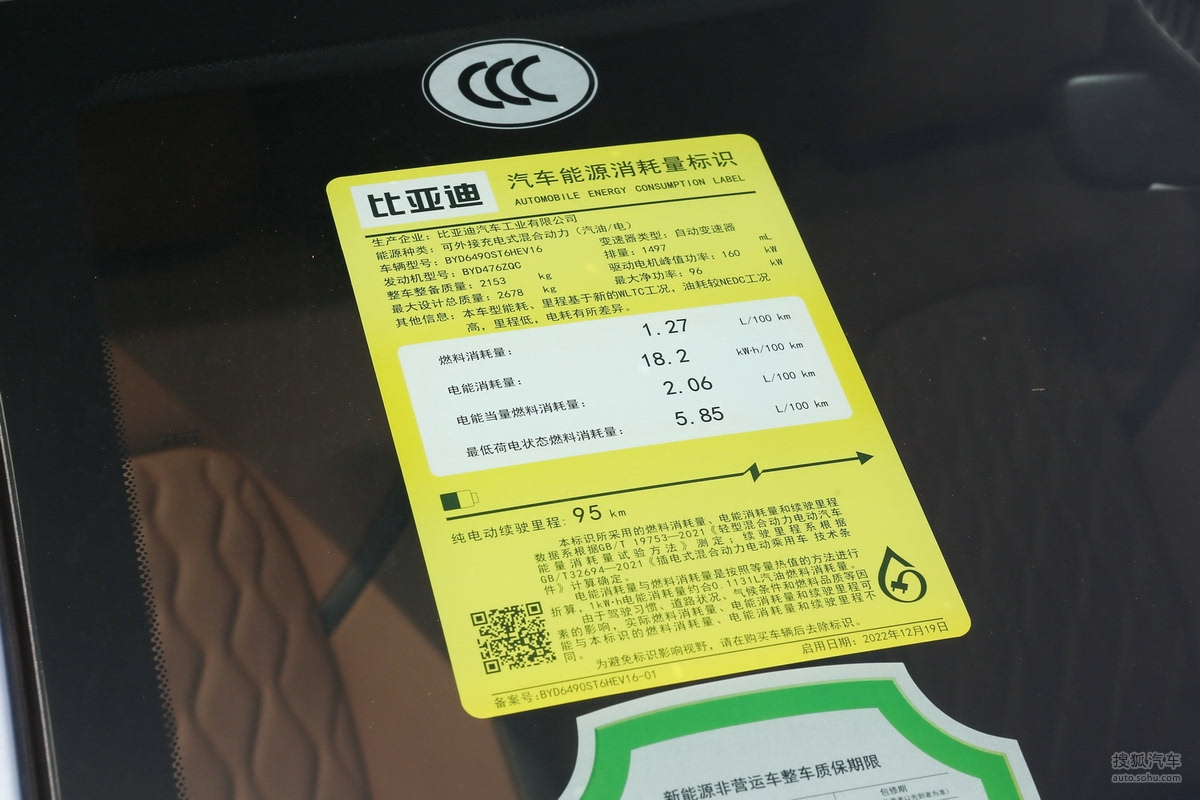 CCC
比亚迪
汽车能源消耗量标识
AUTOMOBILE ENERGY CONSUMPTION LABEL
生产企业：比亚迪汽车工业有限公司
能源种类：可外接充电式混合动力（汽油/电）
车辆型号：BYD6490ST6HEV16 变速器类型：自动变速器
发动机型号：BYD476ZQC 排量：1497 mL
整车整备质量：2153 kg 驱动电机峰值功率：160 kW
最大设计总质量：2678 kg 最大净功率：96 kW
其他信息：本车型能耗、里程基于新的WLTC工况，油耗较NEDC工况
高，里程低，电耗有所差异。
燃料消耗量： 1.27 L/100 km
电能消耗量： 18.2 kW·h/100 km
电能当量燃料消耗量： 2.06 L/100 km
最低荷电状态燃料消耗量： 5.85 L/100 km
纯电动续驶里程：95 km
本标识所采用的燃料消耗量、电能消耗量和续驶里程
数据系根据GB/T 19753—2021《轻型混合动力电动汽车
能量消耗量试验方法》测定；续驶里程系根据
GB/T32694—2021《插电式混合动力电动乘用车 技术条
件》计算确定。
电能消耗量与燃料消耗量是按照等量热值的方法进行
折算，1kW·h电能消耗量约合0.1131L汽油燃料消耗量。
由于驾驶习惯、道路状况、气候条件和燃料品质等因
素的影响，实际燃料消耗量、电能消耗量和续驶里程可
能与本标识的燃料消耗量、电能消耗量和续驶里程不
同。
为避免标识影响视野，请在购买车辆后去除标识。
备案号：BYD6490ST6HEV16-01 启用日期：2022年12月19日
新能源非营运车整车质保期限
包修期
搜狐汽车
auto.sohu.com